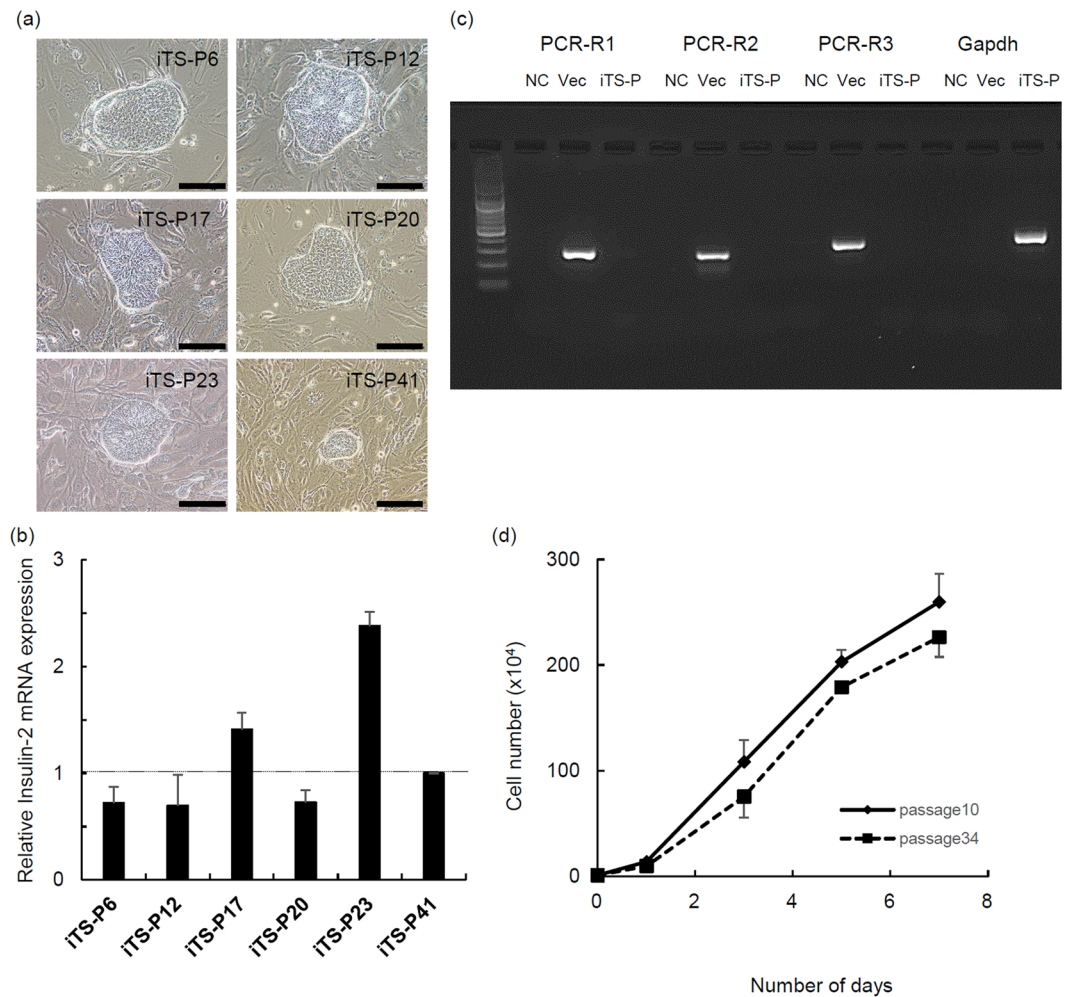 (a)
iTS-P6
iTS-P12
iTS-P17
iTS-P20
iTS-P23
iTS-P41
(c)
PCR-R1 PCR-R2 PCR-R3 Gapdh
NC Vec iTS-P NC Vec iTS-P NC Vec iTS-P NC Vec iTS-P
(b)
Relative Insulin-2 mRNA expression
3
2
1
0
iTS-P6 iTS-P12 iTS-P17 iTS-P20 iTS-P23 iTS-P41
(d)
Cell number (x10⁴)
300
200
100
0
passage10
passage34
0 2 4 6 8
Number of days